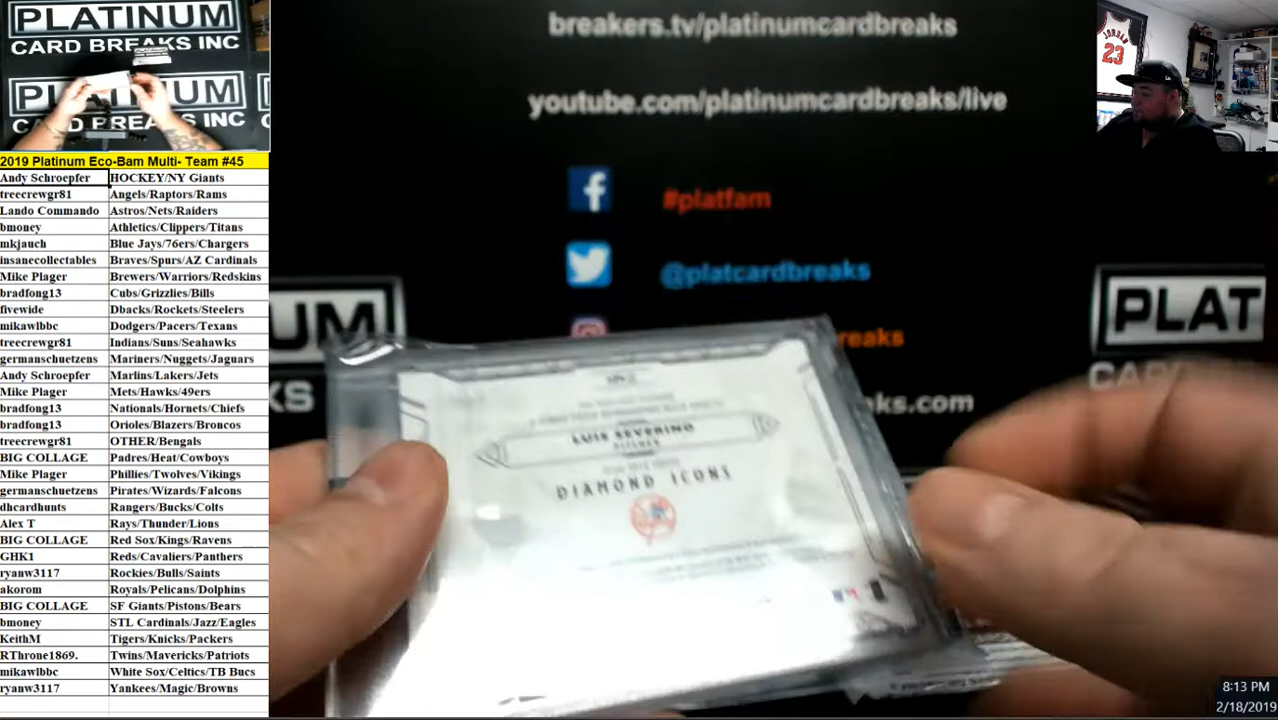 PLATINUM
CARD BREAKS INC
PLATINUM
CARD BREAKS INC
breakers.tv/platinumcardbreaks
youtube.com/platinumcardbreaks/live
#platfam
@platcardbreaks
reaks
ks.com
UM
KS
PLAT
JORDAN
23
2019 Platinum Eco-Bam Multi- Team #45
Andy Schroepfer HOCKEY/NY Giants
treecrewgr81 Angels/Raptors/Rams
Lando Commando Astros/Nets/Raiders
bmoney Athletics/Clippers/Titans
mkjauch Blue Jays/76ers/Chargers
insanecollectables Braves/Spurs/AZ Cardinals
Mike Plager Brewers/Warriors/Redskins
bradfong13 Cubs/Grizzlies/Bills
fivewide Dbacks/Rockets/Steelers
mikawlbbc Dodgers/Pacers/Texans
treecrewgr81 Indians/Suns/Seahawks
germanschuetzens Mariners/Nuggets/Jaguars
Andy Schroepfer Marlins/Lakers/Jets
Mike Plager Mets/Hawks/49ers
bradfong13 Nationals/Hornets/Chiefs
bradfong13 Orioles/Blazers/Broncos
treecrewgr81 OTHER/Bengals
BIG COLLAGE Padres/Heat/Cowboys
Mike Plager Phillies/Twolves/Vikings
germanschuetzens Pirates/Wizards/Falcons
dhcardhunts Rangers/Bucks/Colts
Alex T Rays/Thunder/Lions
BIG COLLAGE Red Sox/Kings/Ravens
GHK1 Reds/Cavaliers/Panthers
ryanw3117 Rockies/Bulls/Saints
akorom Royals/Pelicans/Dolphins
BIG COLLAGE SF Giants/Pistons/Bears
bmoney STL Cardinals/Jazz/Eagles
KeithM Tigers/Knicks/Packers
RThrone1869. Twins/Mavericks/Patriots
mikawlbbc White Sox/Celtics/TB Bucs
ryanw3117 Yankees/Magic/Browns
LUIS SEVERINO
PITCHER
DIAMOND ICONS
8:13 PM
2/18/2019